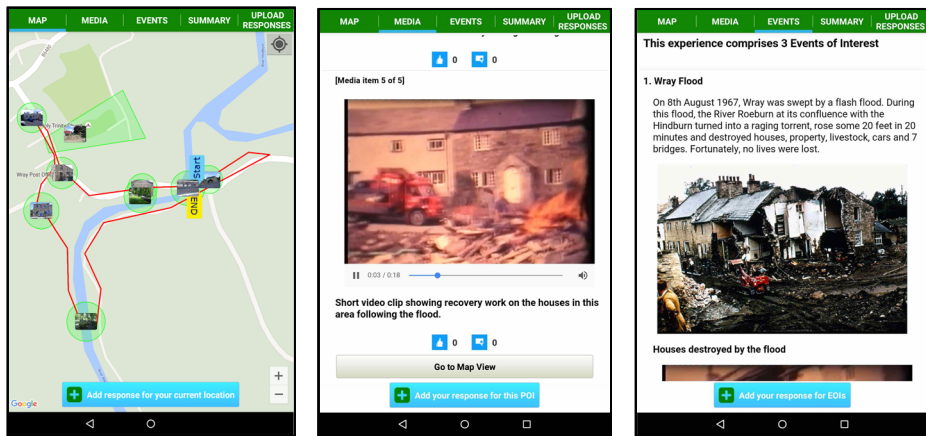 MAP
MEDIA
EVENTS
SUMMARY
UPLOAD
RESPONSES
Start
END
Wray Post Of
Google
+
−
Add response for your current location
MAP
MEDIA
EVENTS
SUMMARY
UPLOAD
RESPONSES
0
0
[Media item 5 of 5]
0:03 / 0:18
Short video clip showing recovery work on the houses in this
area following the flood.
0
0
Go to Map View
Add your response for this POI
MAP
MEDIA
EVENTS
SUMMARY
UPLOAD
RESPONSES
This experience comprises 3 Events of Interest
1. Wray Flood
On 8th August 1967, Wray was swept by a flash flood. During
this flood, the River Roeburn at its confluence with the
Hindburn turned into a raging torrent, rose some 20 feet in 20
minutes and destroyed houses, property, livestock, cars and 7
bridges. Fortunately, no lives were lost.
Houses destroyed by the flood
Add your response for EOIs